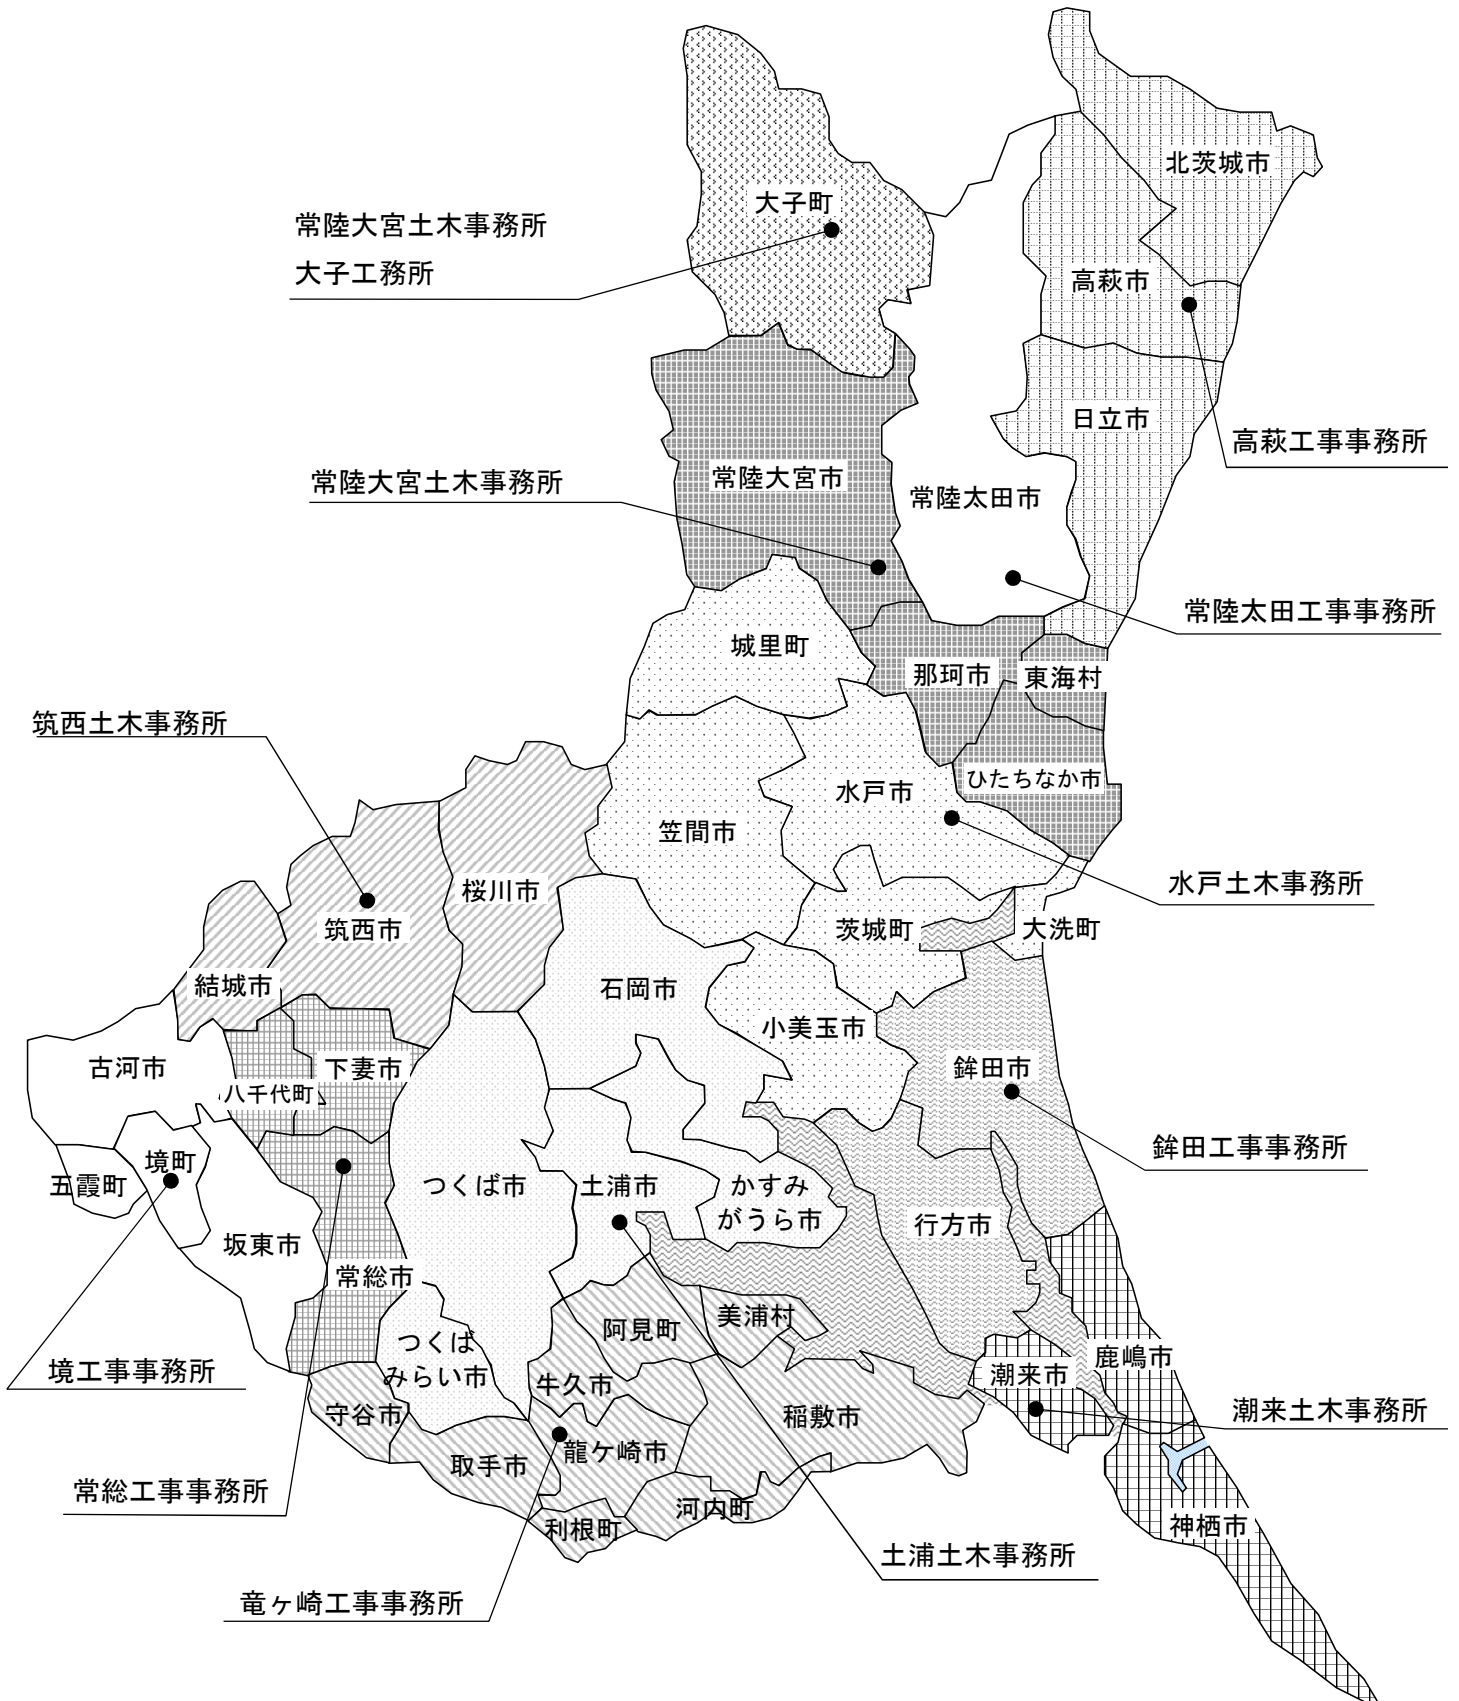 北茨城市
大子町
常陸大宮土木事務所
大子工務所
高萩市
日立市
高萩工事事務所
常陸大宮市
常陸大宮土木事務所
常陸太田市
常陸太田工事事務所
城里町
那珂市
東海村
筑西土木事務所
ひたちなか市
水戸市
笠間市
桜川市
水戸土木事務所
筑西市
茨城町
大洗町
結城市
石岡市
小美玉市
古河市
下妻市
八千代町
鉾田市
鉾田工事事務所
境町
五霞町
つくば市
土浦市
かすみ
がうら市
行方市
坂東市
常総市
美浦村
阿見町
つくば
みらい市
鹿嶋市
潮来市
境工事事務所
牛久市
守谷市
稲敷市
潮来土木事務所
龍ケ崎市
取手市
常総工事事務所
河内町
利根町
神栖市
土浦土木事務所
竜ヶ崎工事事務所